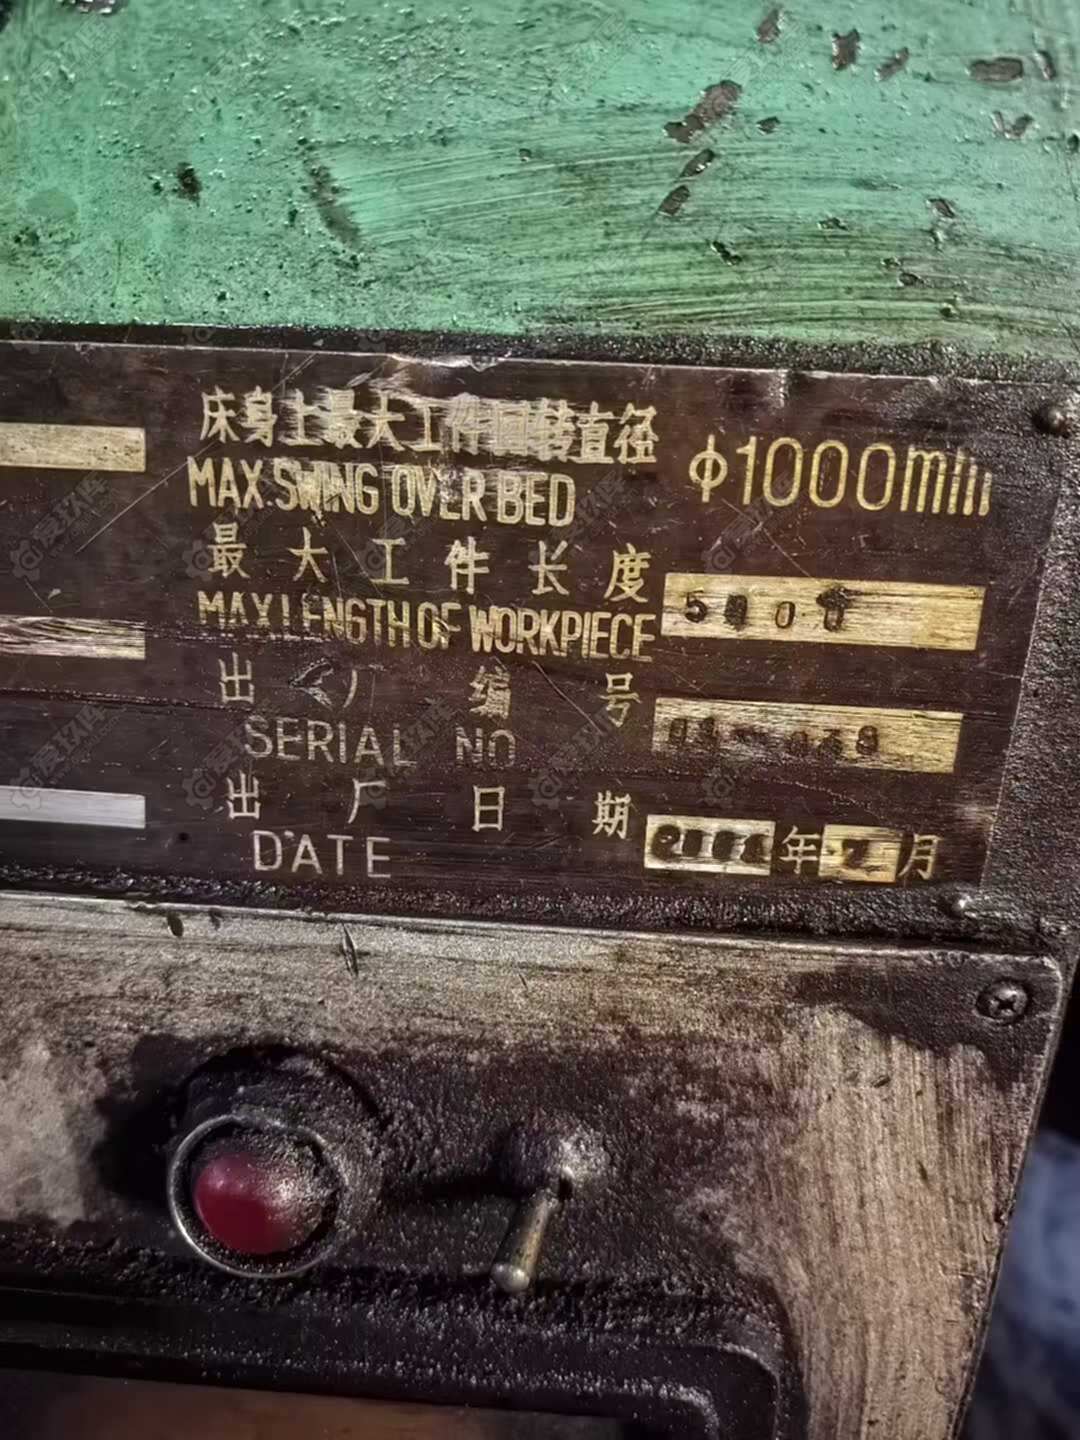 床身上最大工件回转直径
MAX SWING OVER BED
φ1000mm
最大工件长度
MAX LENGTH OF WORKPIECE
出厂编号
SERIAL NO
出厂日期
年 月
DATE